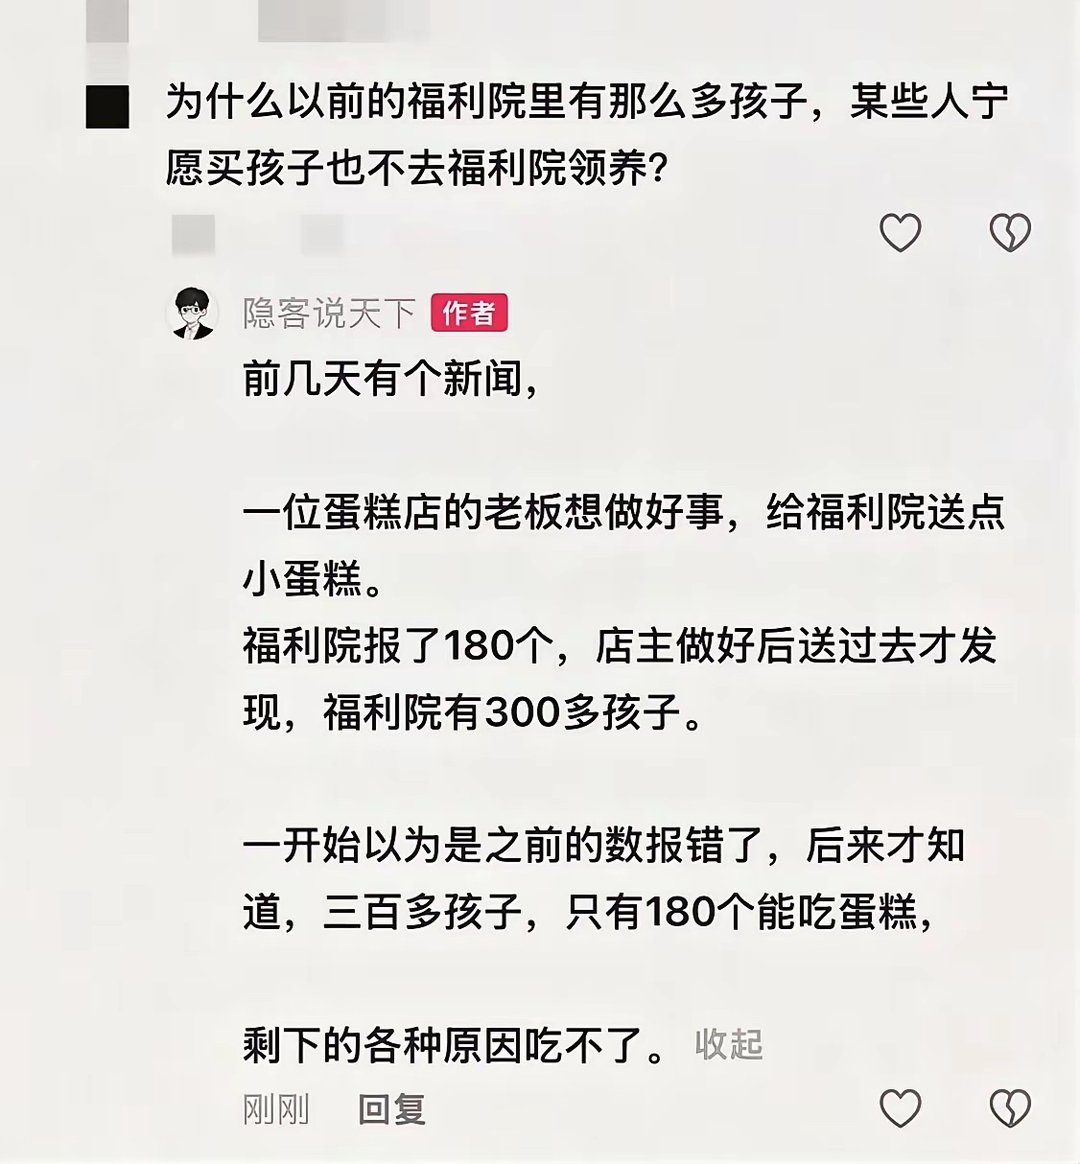 为什么以前的福利院里有那么多孩子，某些人宁
愿买孩子也不去福利院领养？
隐客说天下 作者
前几天有个新闻，
一位蛋糕店的老板想做好事，给福利院送点
小蛋糕。
福利院报了180个，店主做好后送过去才发
现，福利院有300多孩子。
一开始以为是之前的数报错了，后来才知
道，三百多孩子，只有180个能吃蛋糕，
剩下的各种原因吃不了。 收起
刚刚 回复